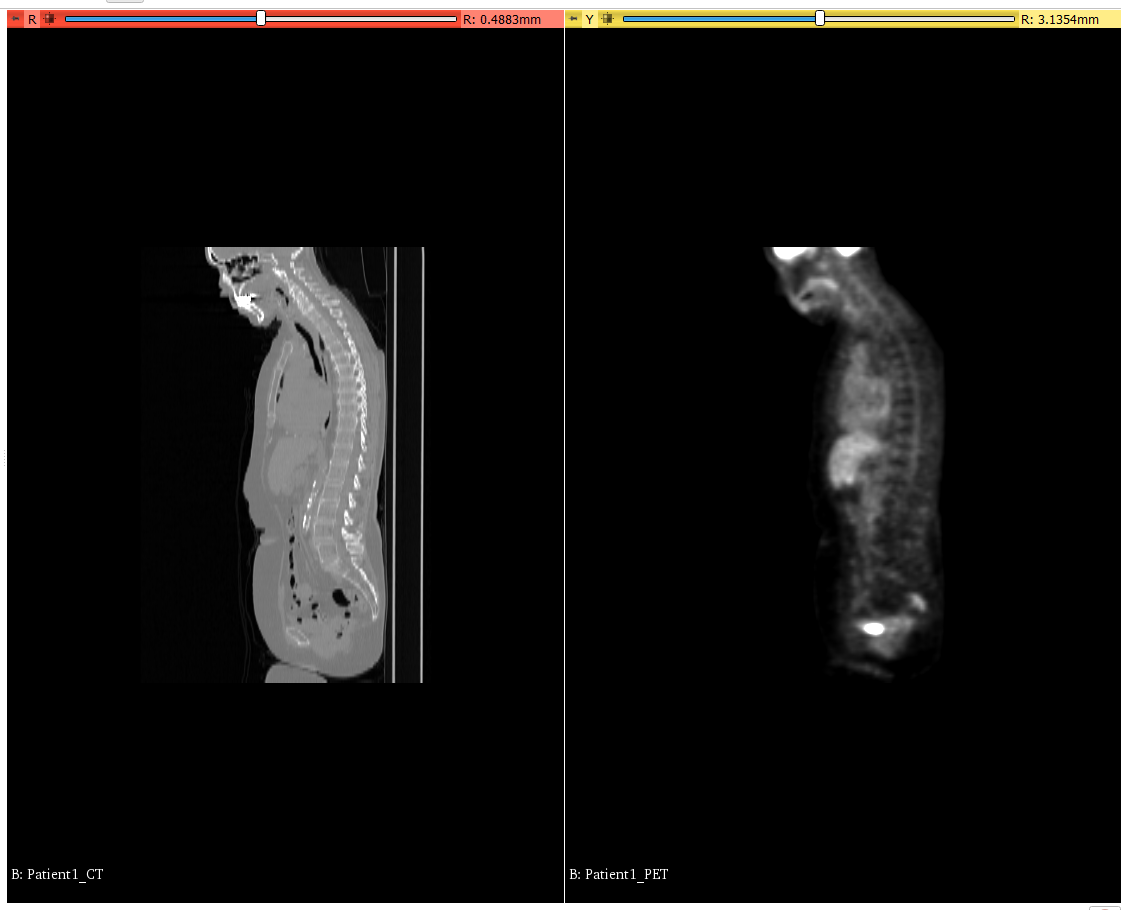 R R: 0.4883mm
Y R: 3.1354mm
B: Patient1_CT
B: Patient1_PET